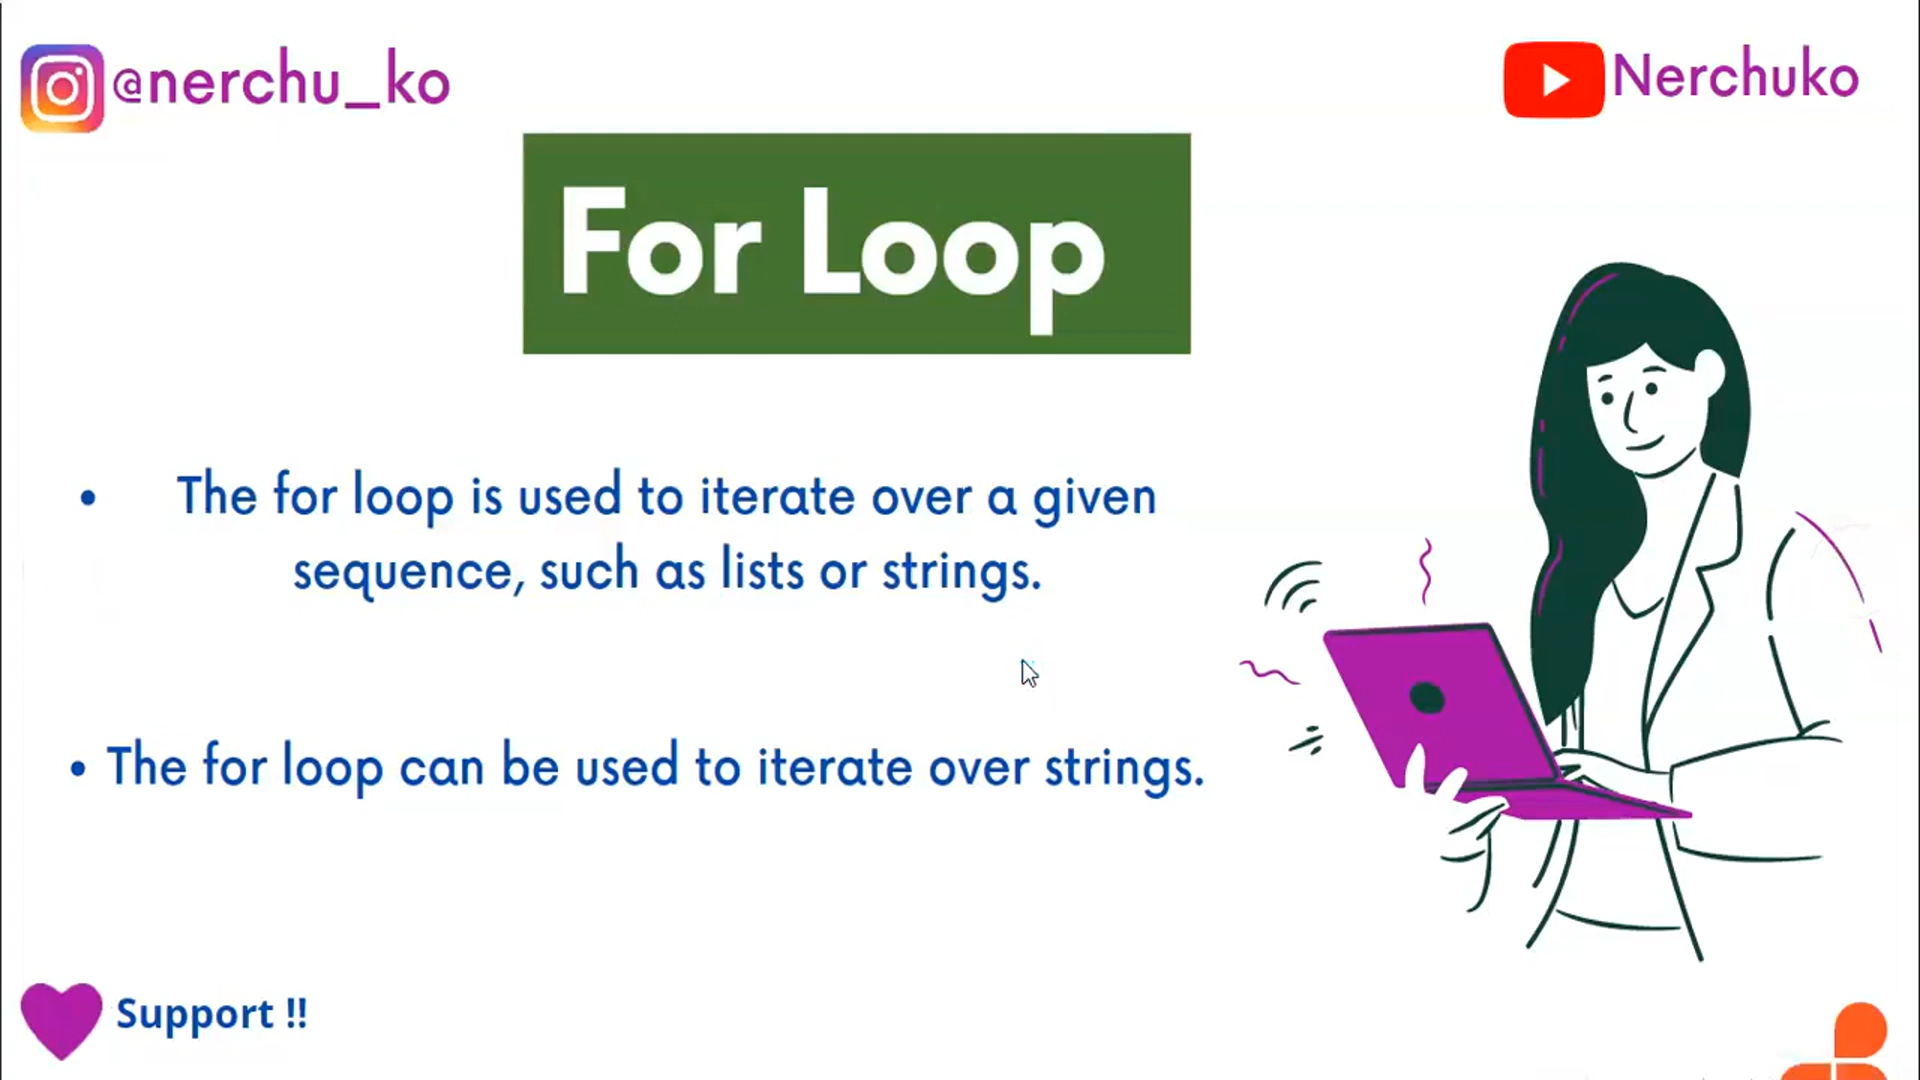 @nerchu_ko
Nerchuko
For Loop
• The for loop is used to iterate over a given
sequence, such as lists or strings.
• The for loop can be used to iterate over strings.
Support !!